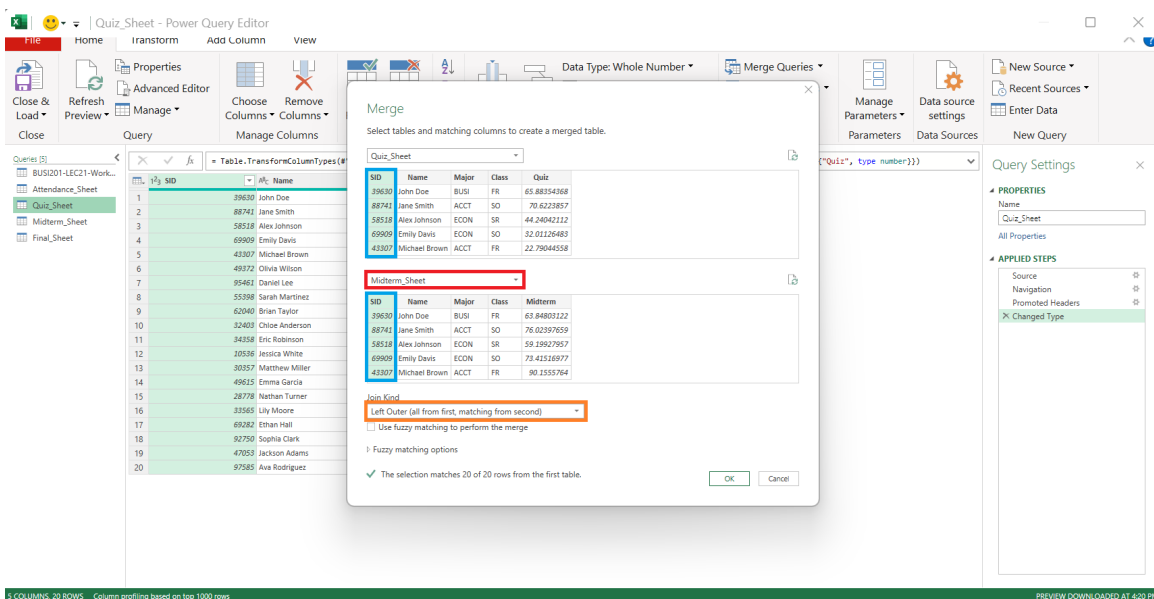 Quiz_Sheet - Power Query Editor
File Home Transform Add Column View
Close & Load
Close
Refresh Preview
Properties
Advanced Editor
Manage
Query
Choose Columns
Remove Columns
Manage Columns
Data Type: Whole Number
Merge Queries
Manage Parameters
Parameters
Data source settings
Data Sources
New Source
Recent Sources
Enter Data
New Query
Queries [5]
BUSI201-LEC21-Work...
Attendance_Sheet
Quiz_Sheet
Midterm_Sheet
Final_Sheet
fx = Table.TransformColumnTypes(#"
{"Quiz", type number}})
123 SID ABC Name
1 39630 John Doe
2 88741 Jane Smith
3 58518 Alex Johnson
4 69909 Emily Davis
5 43307 Michael Brown
6 49372 Olivia Wilson
7 95461 Daniel Lee
8 55398 Sarah Martinez
9 62040 Brian Taylor
10 32403 Chloe Anderson
11 34358 Eric Robinson
12 10536 Jessica White
13 30357 Matthew Miller
14 49615 Emma Garcia
15 28778 Nathan Turner
16 33565 Lily Moore
17 69282 Ethan Hall
18 92750 Sophia Clark
19 47053 Jackson Adams
20 97585 Ava Rodriguez
Merge
Select tables and matching columns to create a merged table.
Quiz_Sheet
SID Name Major Class Quiz
39630 John Doe BUSI FR 65.88354368
88741 Jane Smith ACCT SO 70.6223857
58518 Alex Johnson ECON SR 44.24042112
69909 Emily Davis ECON SO 32.01126483
43307 Michael Brown ACCT FR 22.79044558
Midterm_Sheet
SID Name Major Class Midterm
39630 John Doe BUSI FR 63.84803122
88741 Jane Smith ACCT SO 76.02397659
58518 Alex Johnson ECON SR 59.19927957
69909 Emily Davis ECON SO 73.41516977
43307 Michael Brown ACCT FR 90.1555764
Join Kind
Left Outer (all from first, matching from second)
Use fuzzy matching to perform the merge
Fuzzy matching options
The selection matches 20 of 20 rows from the first table.
OK Cancel
Query Settings
PROPERTIES
Name
Quiz_Sheet
All Properties
APPLIED STEPS
Source
Navigation
Promoted Headers
Changed Type
5 COLUMNS, 20 ROWS Column profiling based on top 1000 rows
PREVIEW DOWNLOADED AT 4:20 PM